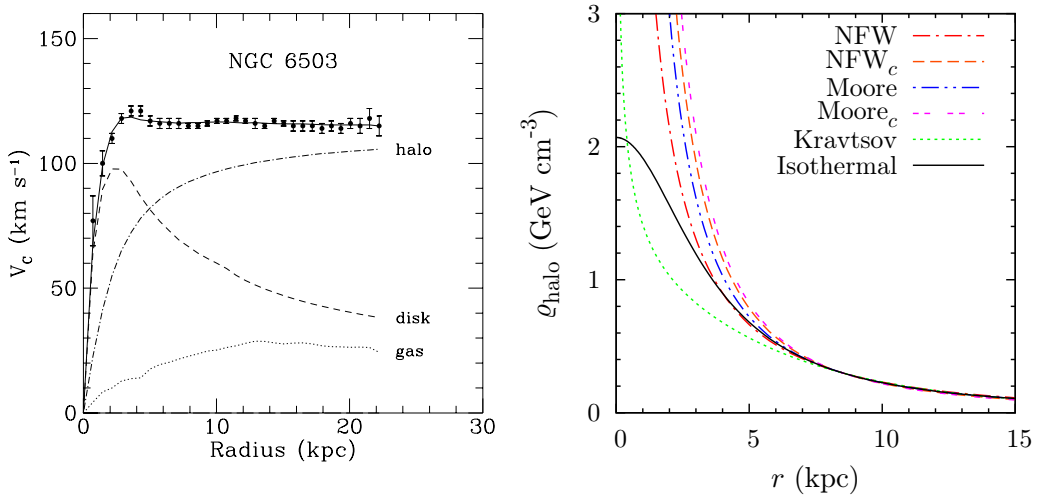 NGC 6503
V_c (km s⁻¹)
150
100
50
0
halo
disk
gas
0
10
20
30
Radius (kpc)
ϱ_halo (GeV cm⁻³)
3
2
1
0
NFW
NFW_c
Moore
Moore_c
Kravtsov
Isothermal
0
5
10
15
r (kpc)